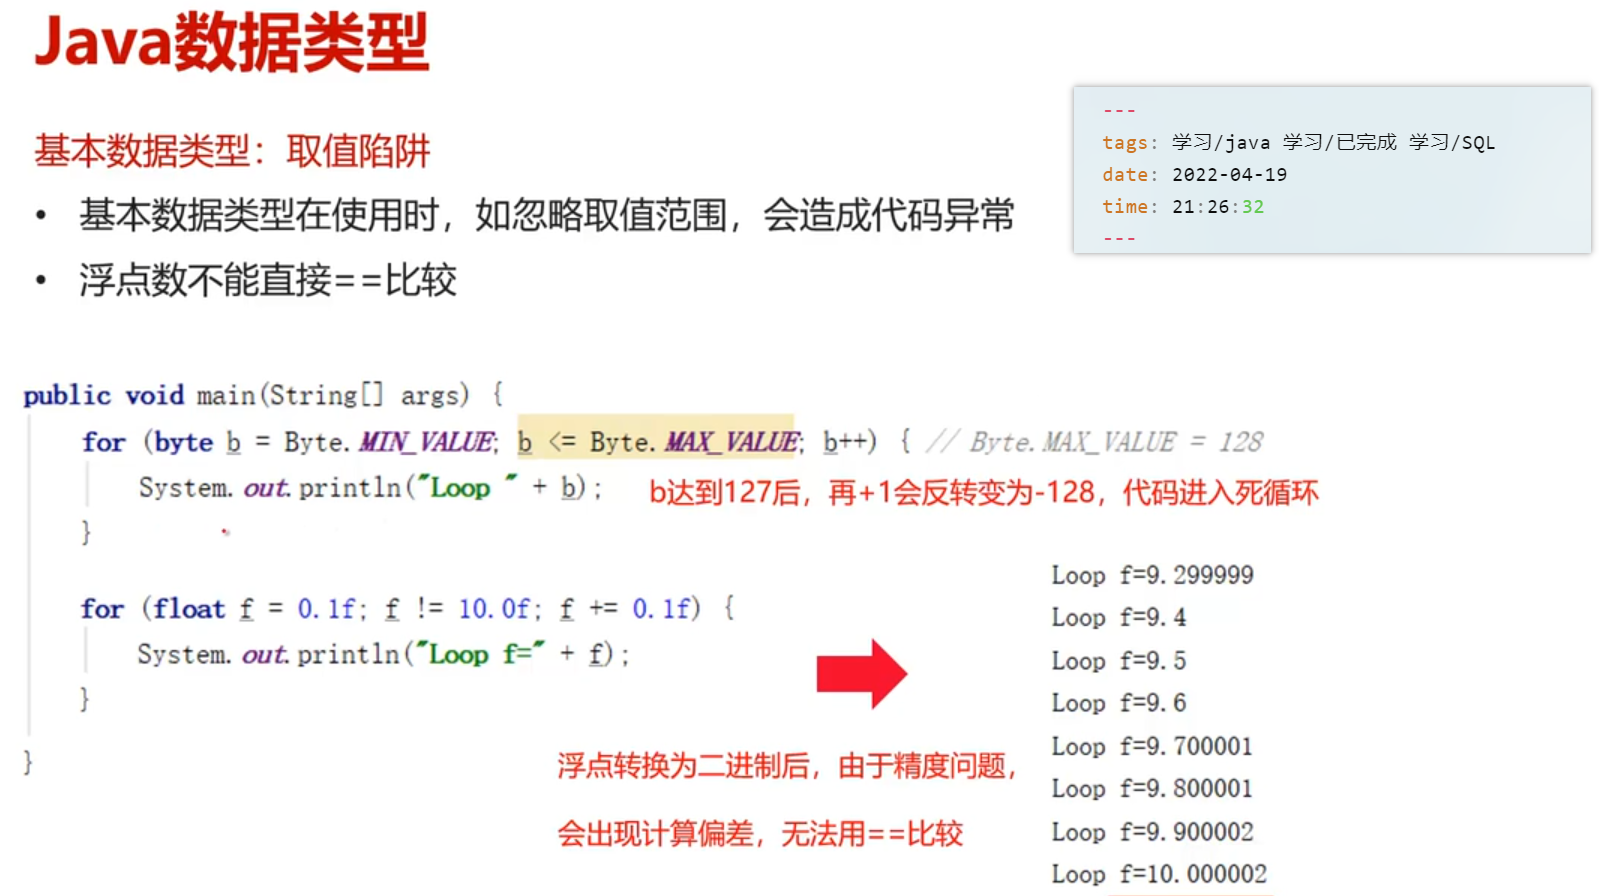 Java数据类型
---
tags: 学习/java 学习/已完成 学习/SQL
date: 2022-04-19
time: 21:26:32
---
基本数据类型：取值陷阱
• 基本数据类型在使用时，如忽略取值范围，会造成代码异常
• 浮点数不能直接==比较
public void main(String[] args) {
for (byte b = Byte.MIN_VALUE; b <= Byte.MAX_VALUE; b++) { // Byte.MAX_VALUE = 128
System.out.println("Loop " + b);
b达到127后，再+1会反转变为-128，代码进入死循环
}
for (float f = 0.1f; f != 10.0f; f += 0.1f) {
System.out.println("Loop f=" + f);
}
}
浮点转换为二进制后，由于精度问题，
会出现计算偏差，无法用==比较
Loop f=9.299999
Loop f=9.4
Loop f=9.5
Loop f=9.6
Loop f=9.700001
Loop f=9.800001
Loop f=9.900002
Loop f=10.000002